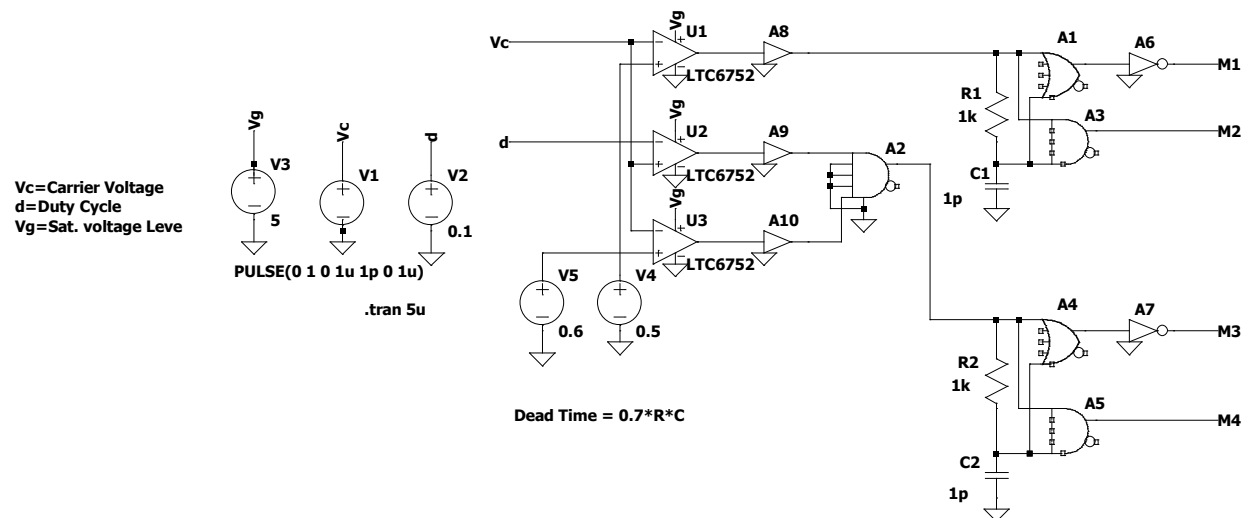 Vc
Vg
U1
LTC6752
A8
A1
A6
M1
R1
1k
A3
M2
C1
1p
d
Vg
U2
LTC6752
A9
A2
Vg
U3
LTC6752
A10
Vg
V3
5
Vc
V1
d
V2
0.1
Vc=Carrier Voltage
d=Duty Cycle
Vg=Sat. voltage Leve
PULSE(0 1 0 1u 1p 0 1u)
.tran 5u
V5
0.6
V4
0.5
A4
A7
M3
R2
1k
A5
M4
C2
1p
Dead Time = 0.7*R*C